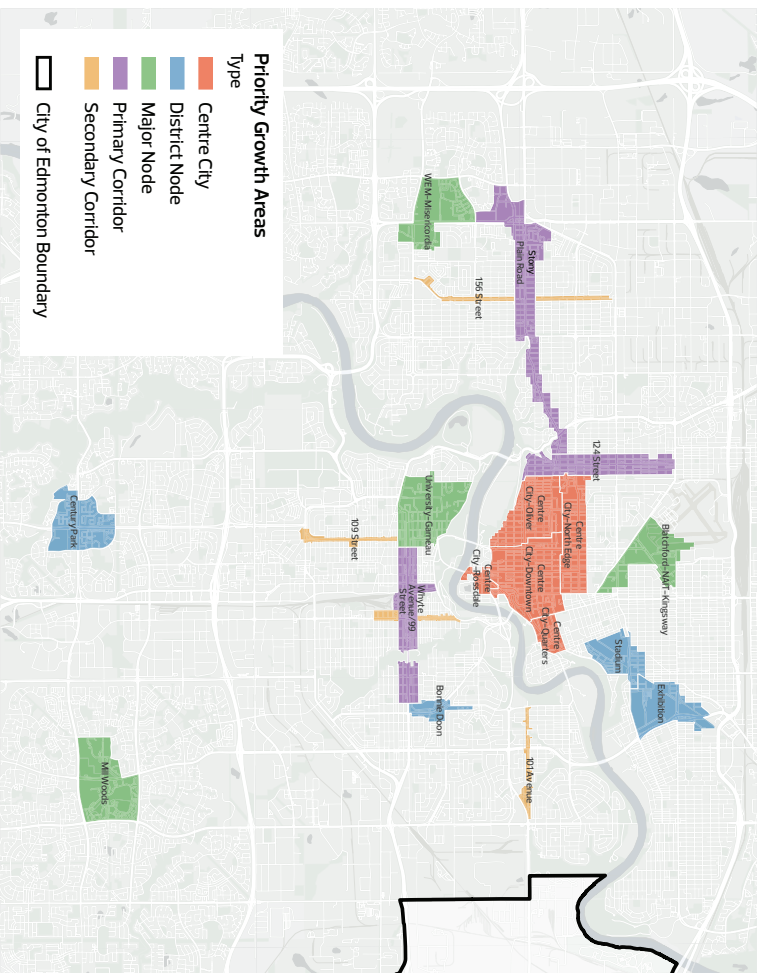 Priority Growth Areas
Type
Centre City
District Node
Major Node
Primary Corridor
Secondary Corridor
City of Edmonton Boundary
WEM-Misericordia
Stony
Plain Road
156 Street
124 Street
Blatchford-NAIT-Kingsway
Centre
City-North Edge
Centre
City-Oliver
Centre
City-Downtown
Centre
City-Quarters
Centre
City-Rossdale
University-Garneau
109 Street
Whyte
Avenue/99
Street
Stadium
Exhibition
Bonnie Doon
101 Avenue
Century Park
Mill Woods